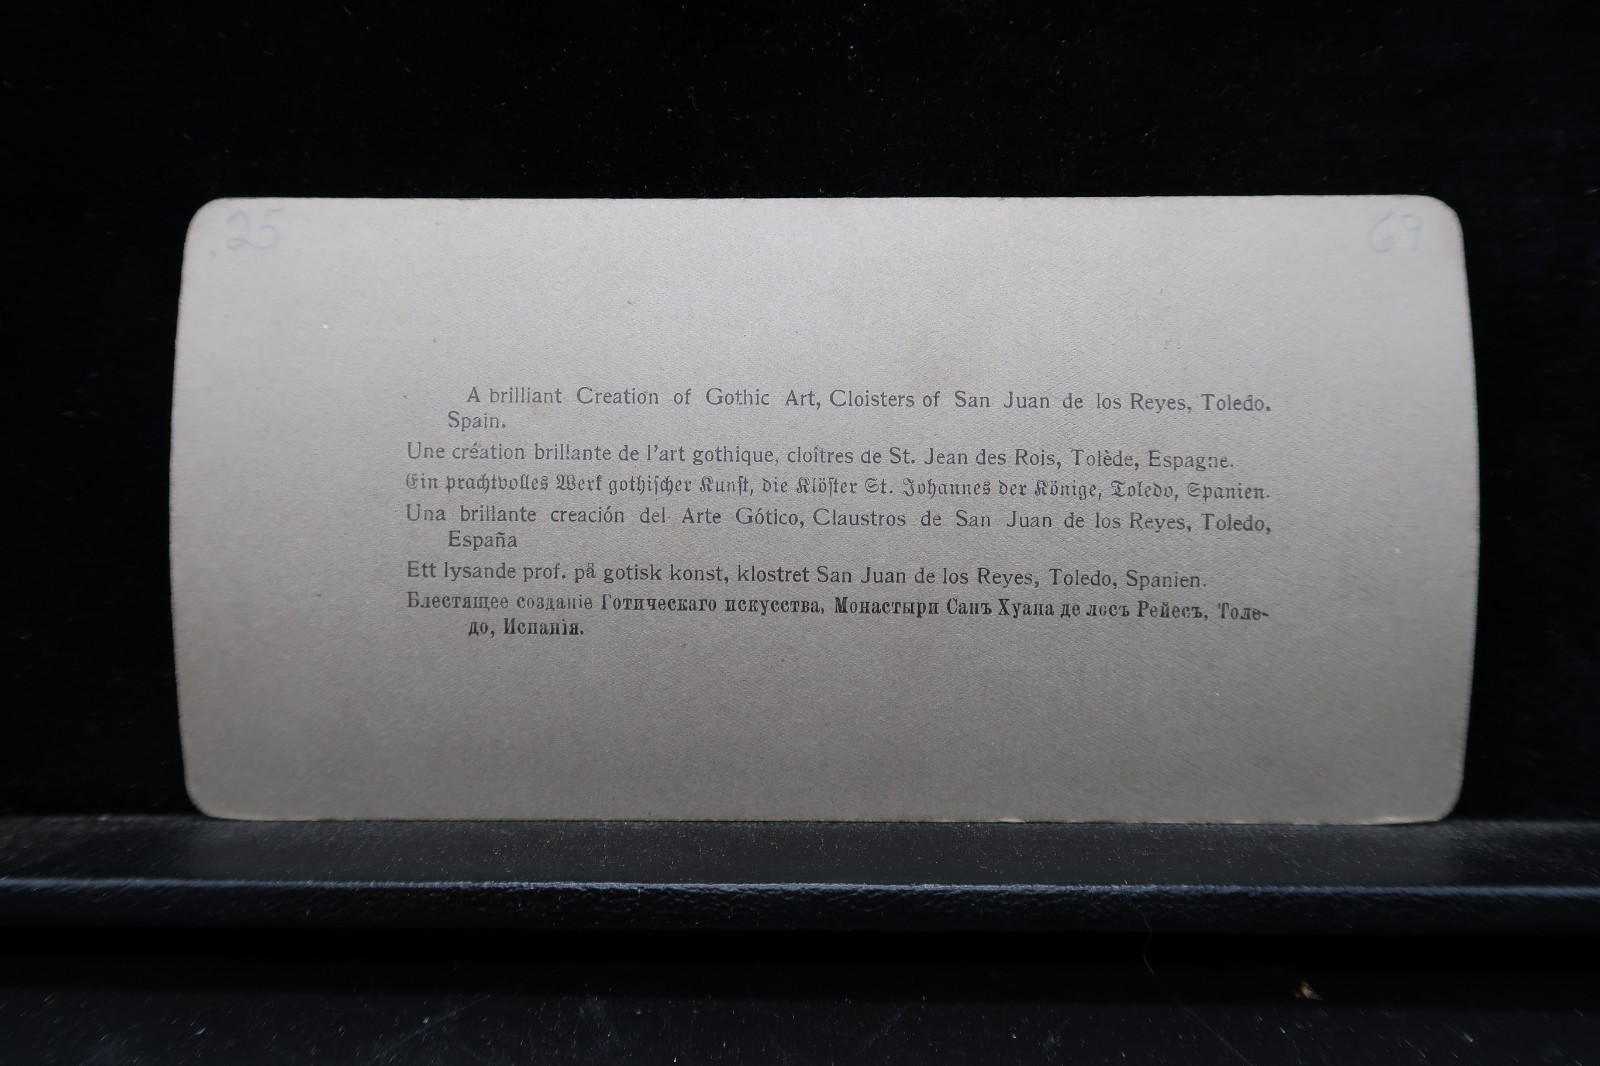 25
69
A brilliant Creation of Gothic Art, Cloisters of San Juan de los Reyes, Toledo.
Spain.
Une création brillante de l'art gothique, cloîtres de St. Jean des Rois, Tolède, Espagne.
Ein prachtvolles Werk gothischer Kunst, die Klöster St. Johannes der Könige, Toledo, Spanien.
Una brillante creación del Arte Gótico, Claustros de San Juan de los Reyes, Toledo,
España
Ett lysande prof. på gotisk konst, klostret San Juan de los Reyes, Toledo, Spanien.
Блестящее созданіе Готическаго искусства, Монастыри Санъ Хуана де лосъ Рейесъ, Толе-
до, Испанія.